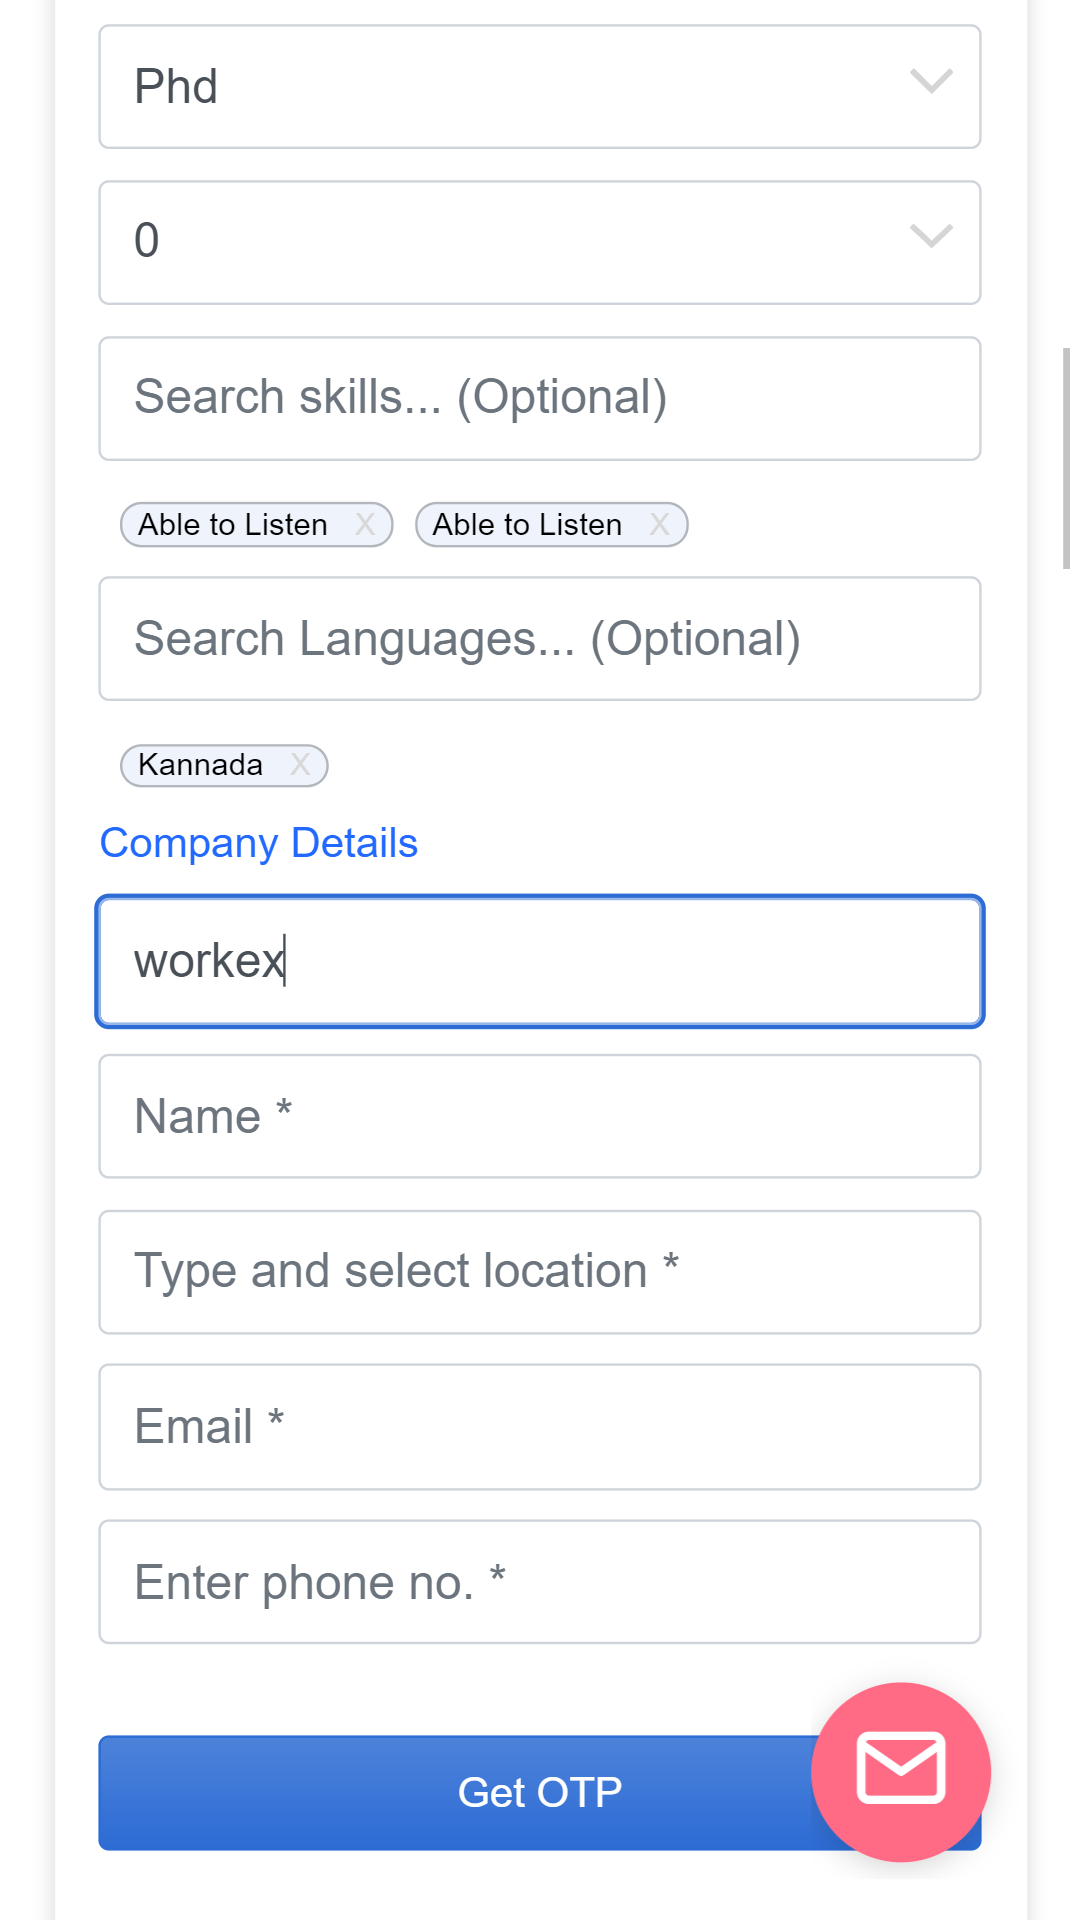 Phd
0
Search skills... (Optional)
Able to Listen X Able to Listen X
Search Languages... (Optional)
Kannada X
Company Details
workex
Name *
Type and select location *
Email *
Enter phone no. *
Get OTP